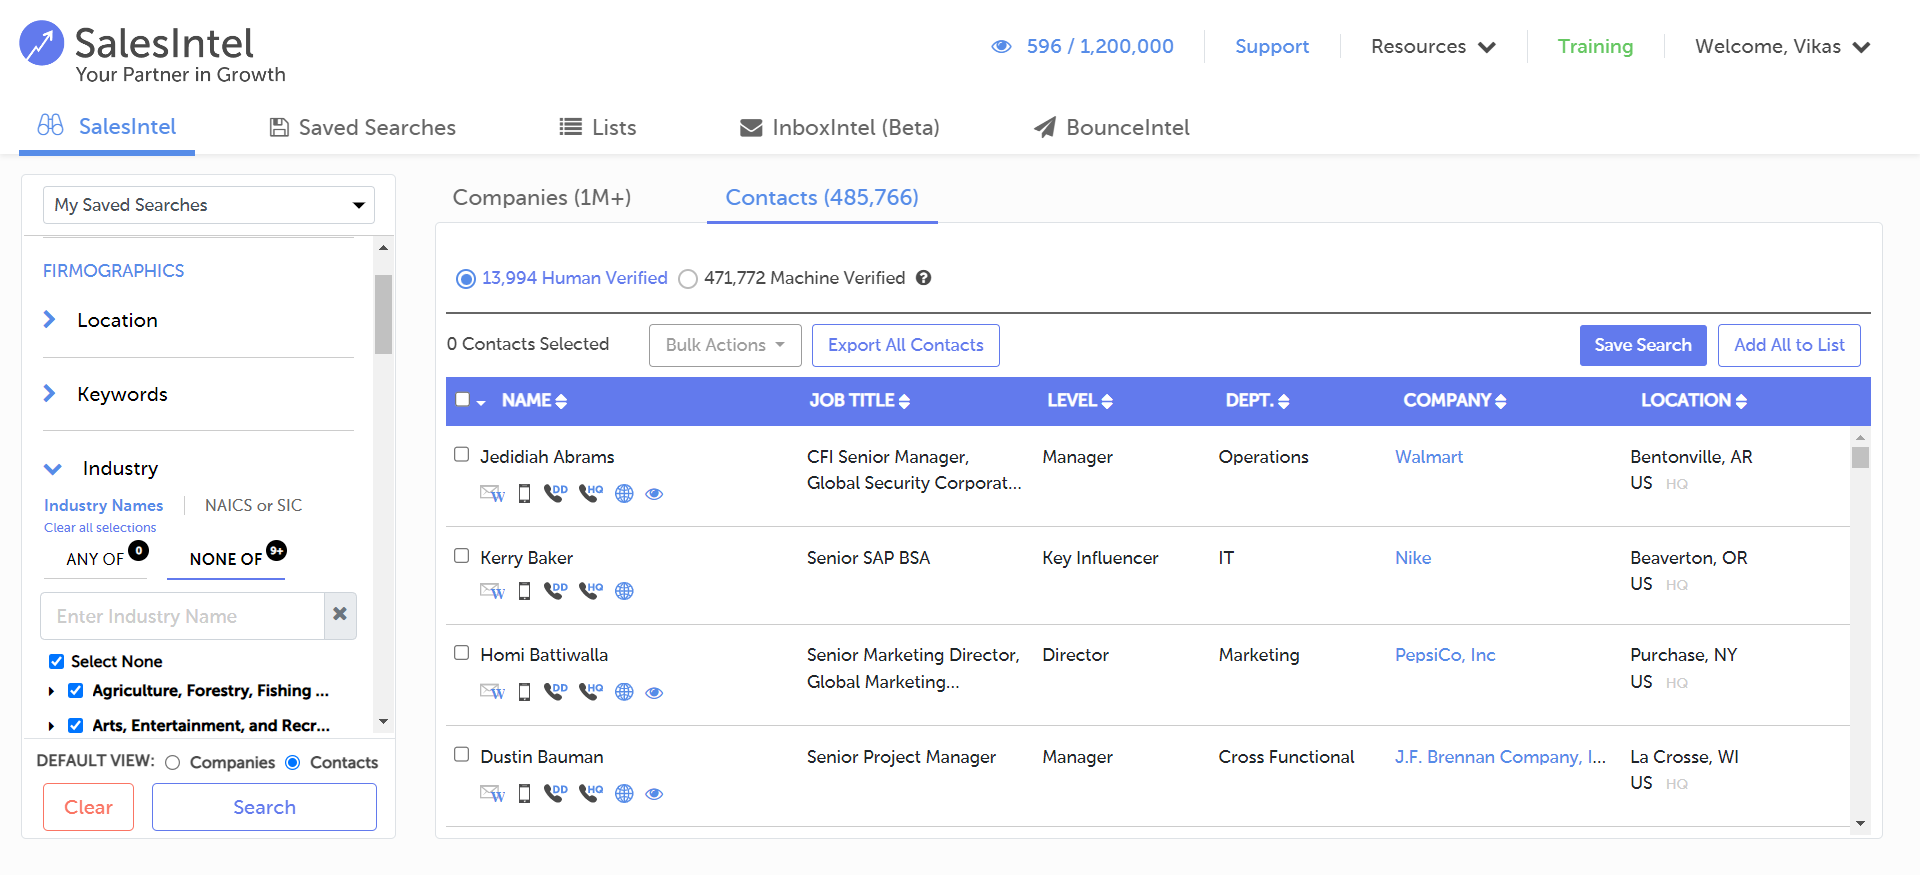 SalesIntel
Your Partner in Growth
596 / 1,200,000
Support
Resources
Training
Welcome, Vikas
SalesIntel
Saved Searches
Lists
InboxIntel (Beta)
BounceIntel
My Saved Searches
FIRMOGRAPHICS
Location
Keywords
Industry
Industry Names
NAICS or SIC
Clear all selections
ANY OF 0
NONE OF 9+
Enter Industry Name
Select None
Agriculture, Forestry, Fishing ...
Arts, Entertainment, and Recr...
DEFAULT VIEW: Companies Contacts
Clear
Search
Companies (1M+)
Contacts (485,766)
13,994 Human Verified 471,772 Machine Verified ?
0 Contacts Selected
Bulk Actions
Export All Contacts
Save Search
Add All to List
NAME JOB TITLE LEVEL DEPT. COMPANY LOCATION
Jedidiah Abrams CFI Senior Manager, Manager Operations Walmart Bentonville, AR
Global Security Corporat... US HQ
W DD HQ
Kerry Baker Senior SAP BSA Key Influencer IT Nike Beaverton, OR
US HQ
W DD HQ
Homi Battiwalla Senior Marketing Director, Director Marketing PepsiCo, Inc Purchase, NY
Global Marketing... US HQ
W DD HQ
Dustin Bauman Senior Project Manager Manager Cross Functional J.F. Brennan Company, I... La Crosse, WI
US HQ
W DD HQ